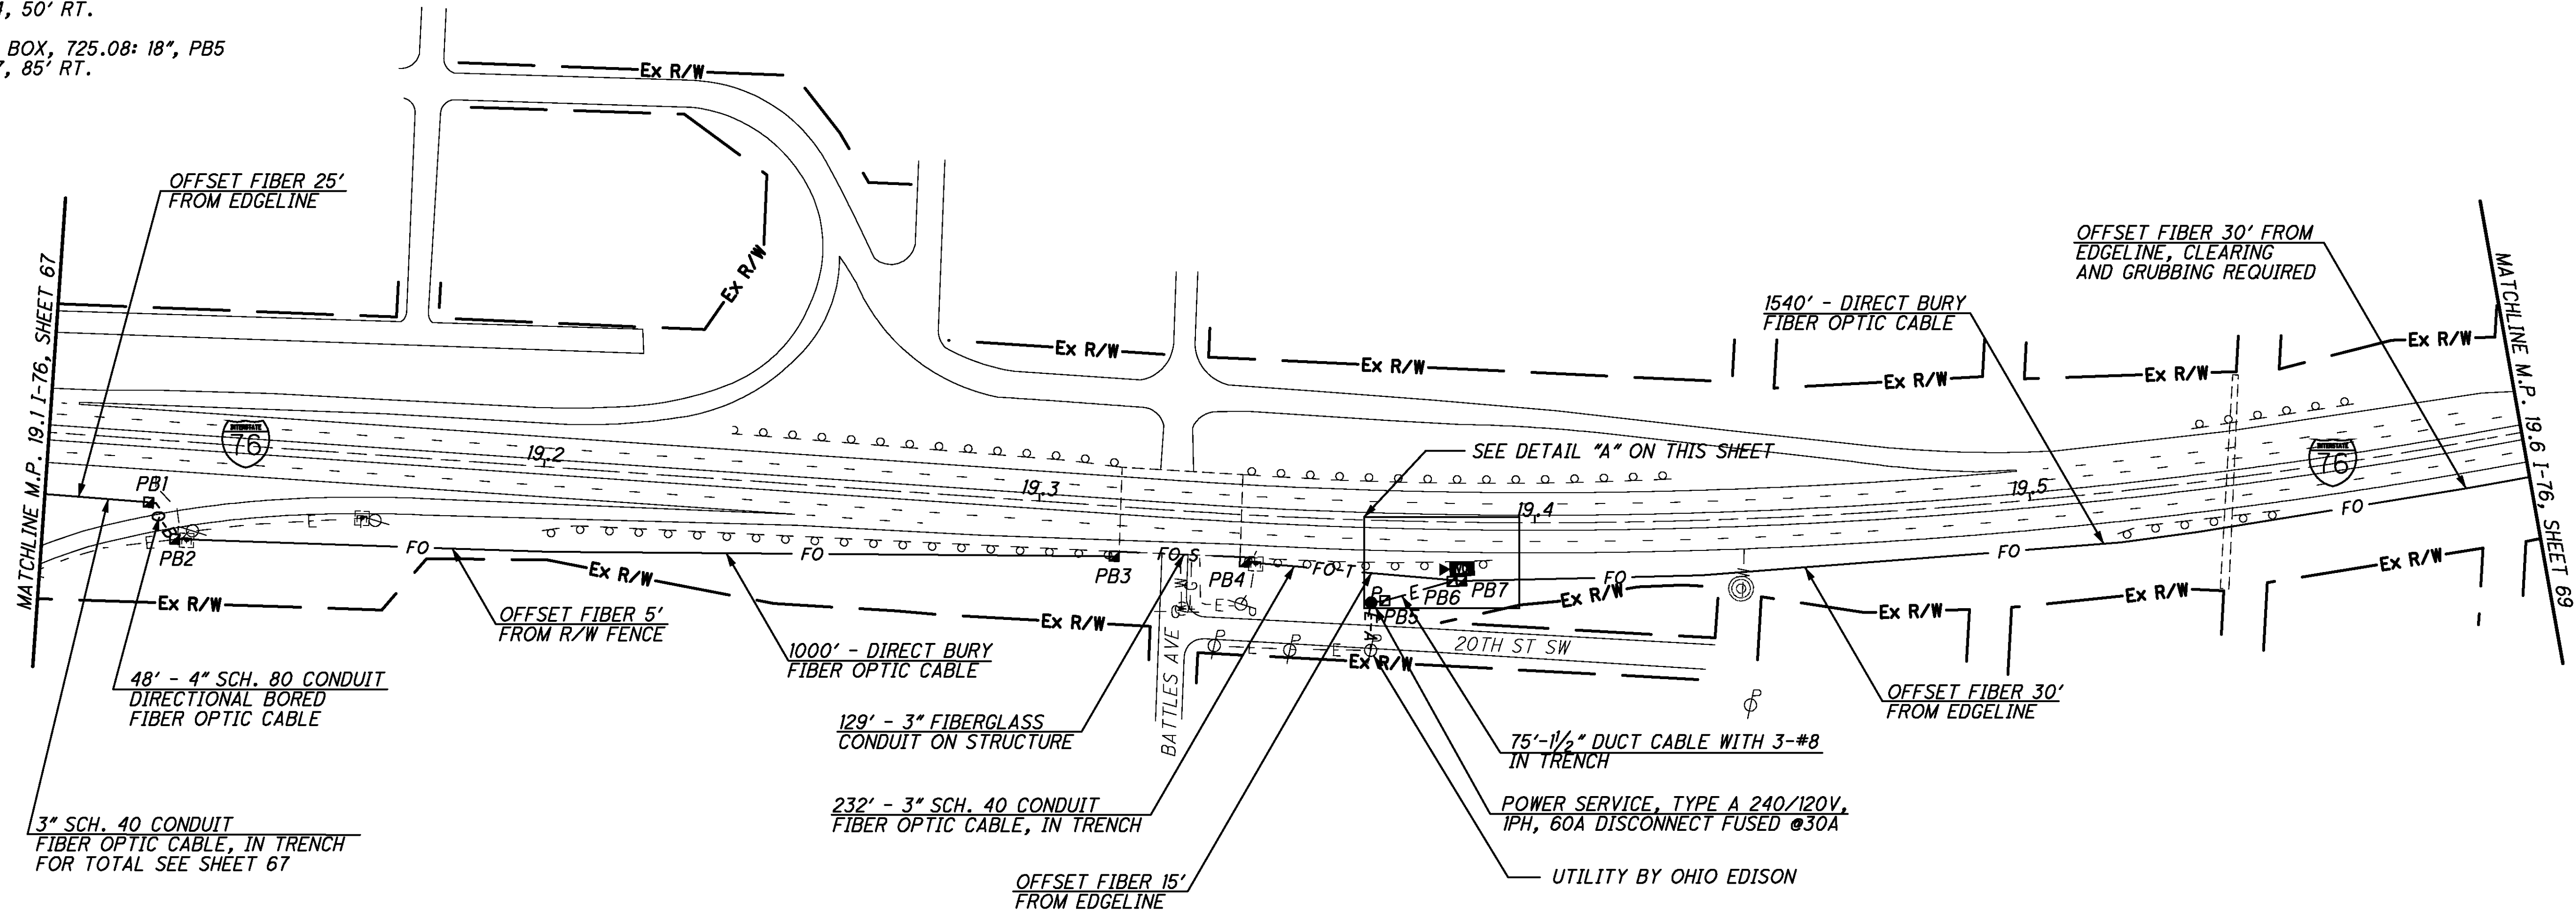 50' RT.
BOX, 725.08: 18", PB5
85' RT.
Ex R/W
OFFSET FIBER 25'
FROM EDGELINE
Ex R/W
OFFSET FIBER 30' FROM
EDGELINE, CLEARING
AND GRUBBING REQUIRED
MATCHLINE M.P. 19.1 I-76, SHEET 67
MATCHLINE M.P. 19.6 I-76, SHEET 69
1540' - DIRECT BURY
FIBER OPTIC CABLE
Ex R/W
Ex R/W
Ex R/W
Ex R/W
Ex R/W
INTERSTATE
76
19.2
19.3
SEE DETAIL "A" ON THIS SHEET
19.4
19.5
INTERSTATE
76
PB1
PB2
E
E
FO
FO
PB3
FO-S
PB4
FO-T
PB6
PB7
PB5
FO
FO
FO
E
E
P
E-A
Ex R/W
Ex R/W
Ex R/W
Ex R/W
Ex R/W
Ex R/W
Ex R/W
Ex R/W
OFFSET FIBER 5'
FROM R/W FENCE
1000' - DIRECT BURY
FIBER OPTIC CABLE
20TH ST SW
BATTLES AVE
P
E
P
E
P
P
48' - 4" SCH. 80 CONDUIT
DIRECTIONAL BORED
FIBER OPTIC CABLE
OFFSET FIBER 30'
FROM EDGELINE
129' - 3" FIBERGLASS
CONDUIT ON STRUCTURE
75'-1½" DUCT CABLE WITH 3-#8
IN TRENCH
232' - 3" SCH. 40 CONDUIT
FIBER OPTIC CABLE, IN TRENCH
POWER SERVICE, TYPE A 240/120V,
1PH, 60A DISCONNECT FUSED @30A
3" SCH. 40 CONDUIT
FIBER OPTIC CABLE, IN TRENCH
FOR TOTAL SEE SHEET 67
OFFSET FIBER 15'
FROM EDGELINE
UTILITY BY OHIO EDISON